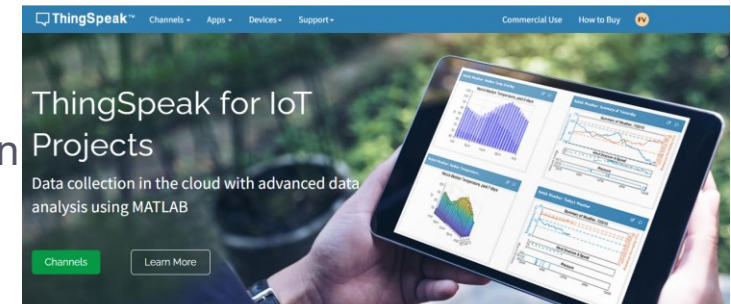 ThingSpeak™ Channels Apps Devices Support Commercial Use How to Buy FV
n
ThingSpeak for IoT
Projects
Data collection in the cloud with advanced data
analysis using MATLAB
Channels Learn More